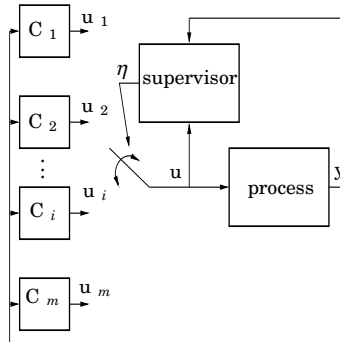 C 1
u 1
η
supervisor
C 2
u 2
⋮
C i
u i
u
process
y
C m
u m